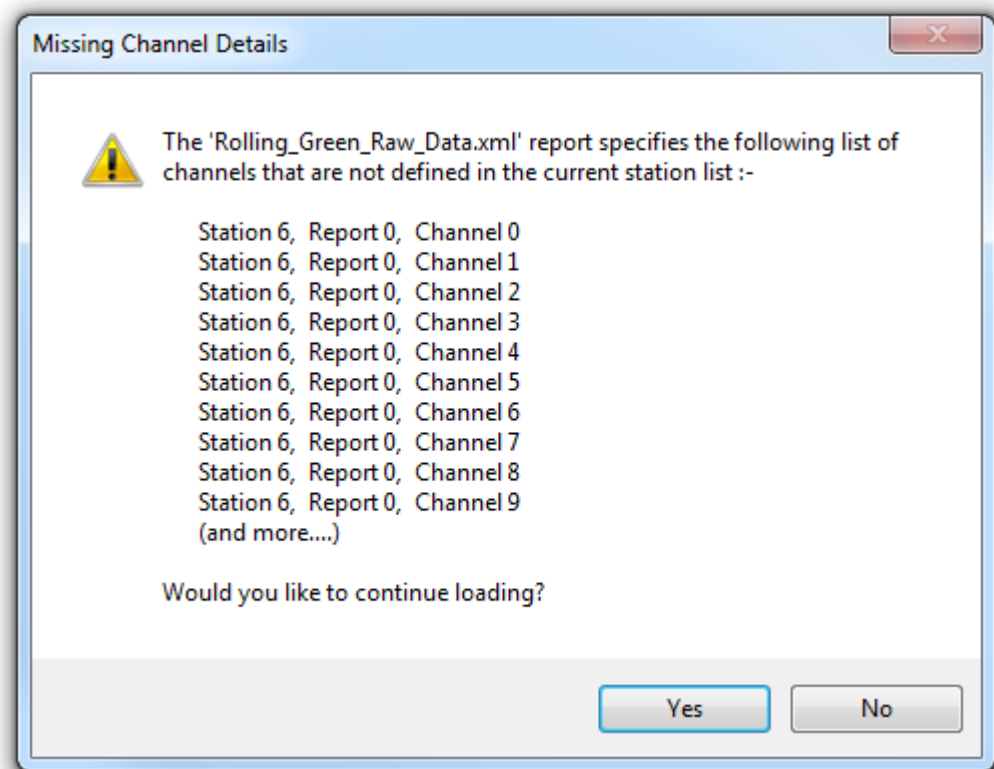 Missing Channel Details
The 'Rolling_Green_Raw_Data.xml' report specifies the following list of
channels that are not defined in the current station list :-
Station 6, Report 0, Channel 0
Station 6, Report 0, Channel 1
Station 6, Report 0, Channel 2
Station 6, Report 0, Channel 3
Station 6, Report 0, Channel 4
Station 6, Report 0, Channel 5
Station 6, Report 0, Channel 6
Station 6, Report 0, Channel 7
Station 6, Report 0, Channel 8
Station 6, Report 0, Channel 9
(and more....)
Would you like to continue loading?
Yes
No